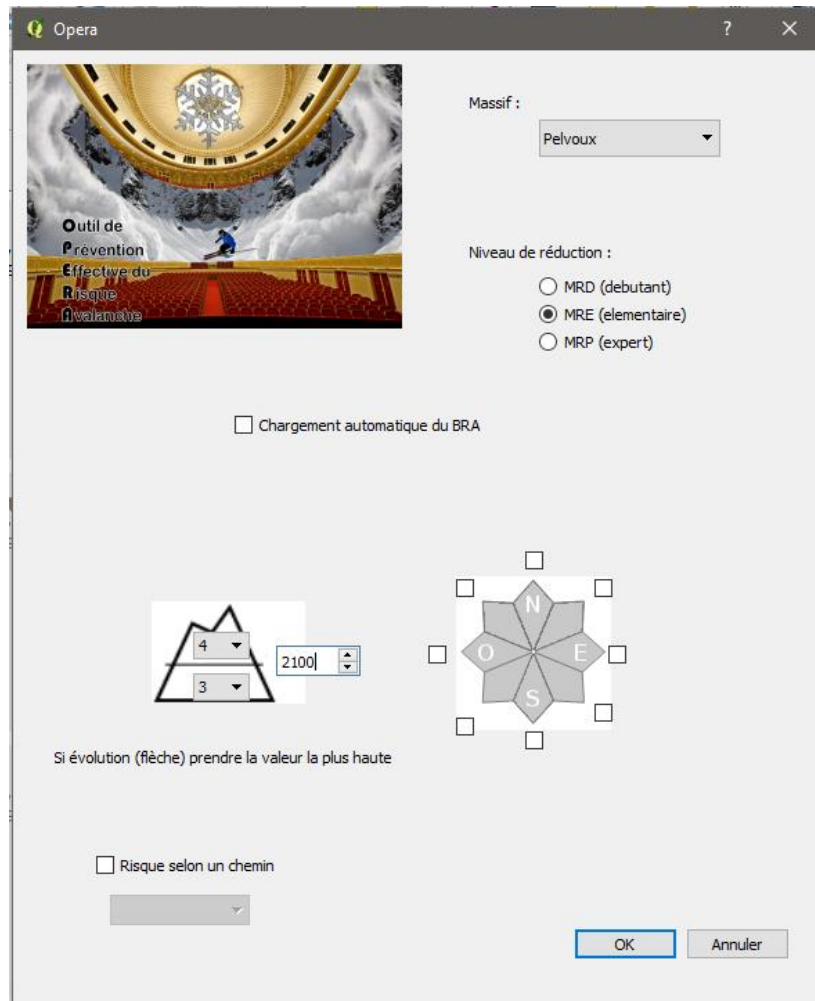 Opera
?
Massif :
Pelvoux
Outil de
Prévention
Effective du
Risque
Avalanche
Niveau de réduction :
MRD (debutant)
MRE (elementaire)
MRP (expert)
Chargement automatique du BRA
4
2100
3
N
O
E
S
Si évolution (flèche) prendre la valeur la plus haute
Risque selon un chemin
OK
Annuler